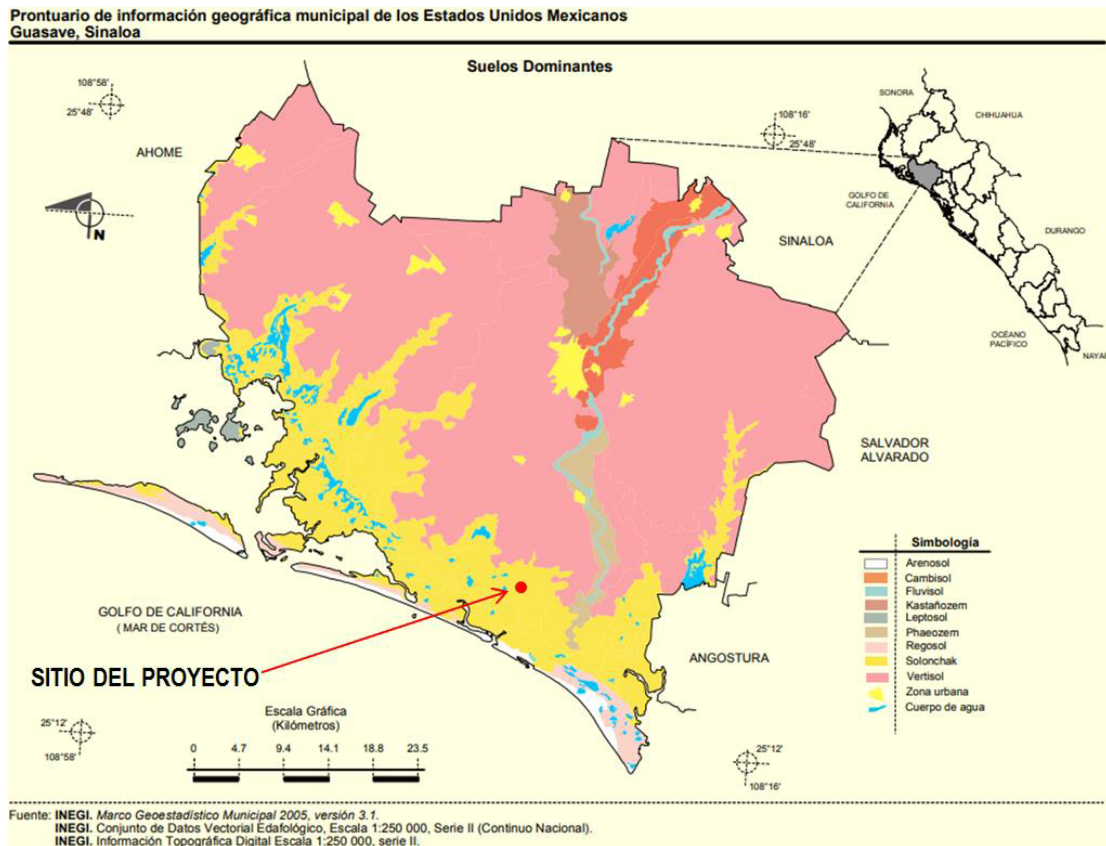 Prontuario de información geográfica municipal de los Estados Unidos Mexicanos
Guasave, Sinaloa
Suelos Dominantes
108°58'
25°48'
108°16'
25°48'
SONORA
CHIHUAHUA
GOLFO DE
CALIFORNIA
DURANGO
OCÉANO
PACÍFICO
NAYAR
AHOME
N
SINALOA
SALVADOR
ALVARADO
ANGOSTURA
GOLFO DE CALIFORNIA
( MAR DE CORTÉS)
SITIO DEL PROYECTO
Simbología
Arenosol
Cambisol
Fluvisol
Kastañozem
Leptosol
Phaeozem
Regosol
Solonchak
Vertisol
Zona urbana
Cuerpo de agua
Escala Gráfica
(Kilómetros)
0 4.7 9.4 14.1 18.8 23.5
25°12'
108°58'
25°12'
108°16'
Fuente: INEGI. Marco Geoestadístico Municipal 2005, versión 3.1.
INEGI. Conjunto de Datos Vectorial Edafológico, Escala 1:250 000, Serie II (Continuo Nacional).
INEGI. Información Topográfica Digital Escala 1:250 000, serie II.